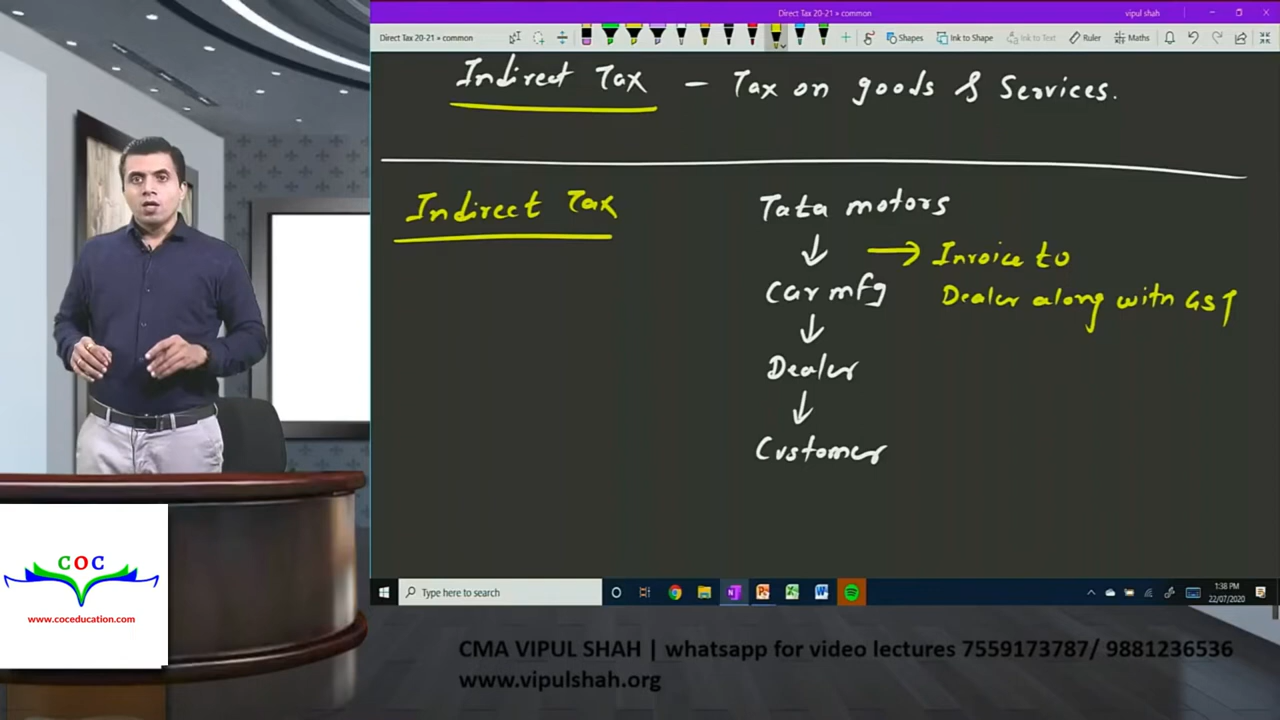 Direct Tax 20-21 » common
vipul shah
Direct Tax 20-21 » common
Shapes
Ink to Shape
Ink to Text
Ruler
Maths
Indirect Tax – Tax on goods & Services.
Indirect Tax
Tata motors
↓ → Invoice to
Car mfg
Dealer along with GST
↓
Dealer
↓
Customer
COC
www.coceducation.com
Type here to search
1:38 PM
22/07/2020
CMA VIPUL SHAH | whatsapp for video lectures 7559173787/ 9881236536
www.vipulshah.org